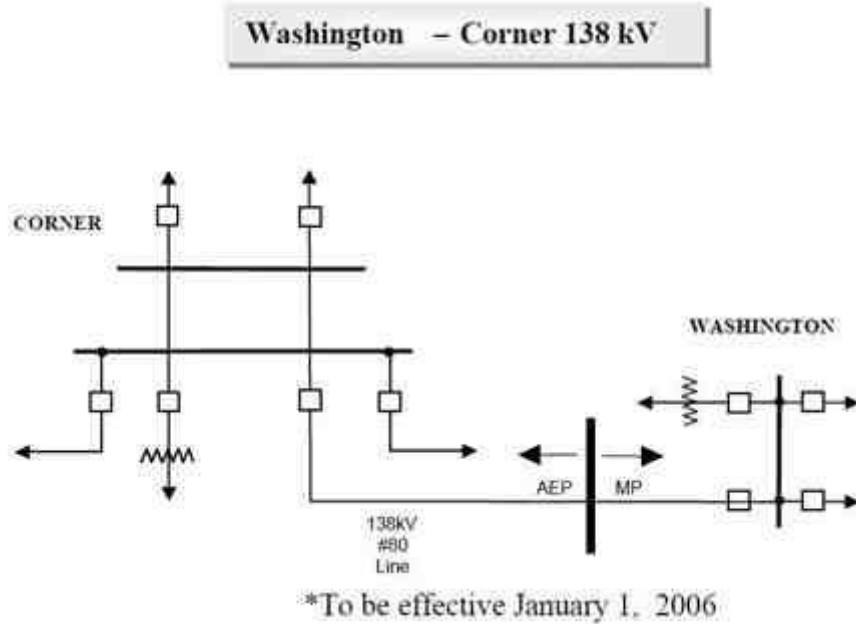 Washington – Corner 138 kV
CORNER
WASHINGTON
AEP
MP
138kV
#80
Line
*To be effective January 1, 2006